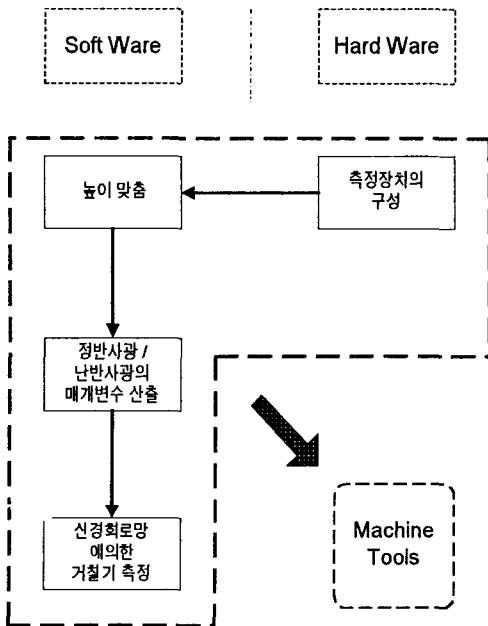 Soft Ware
Hard Ware
높이 맞춤
측정장치의
구성
정반사광 /
난반사광의
매개변수 산출
신경회로망
에의한
거칠기 측정
Machine
Tools